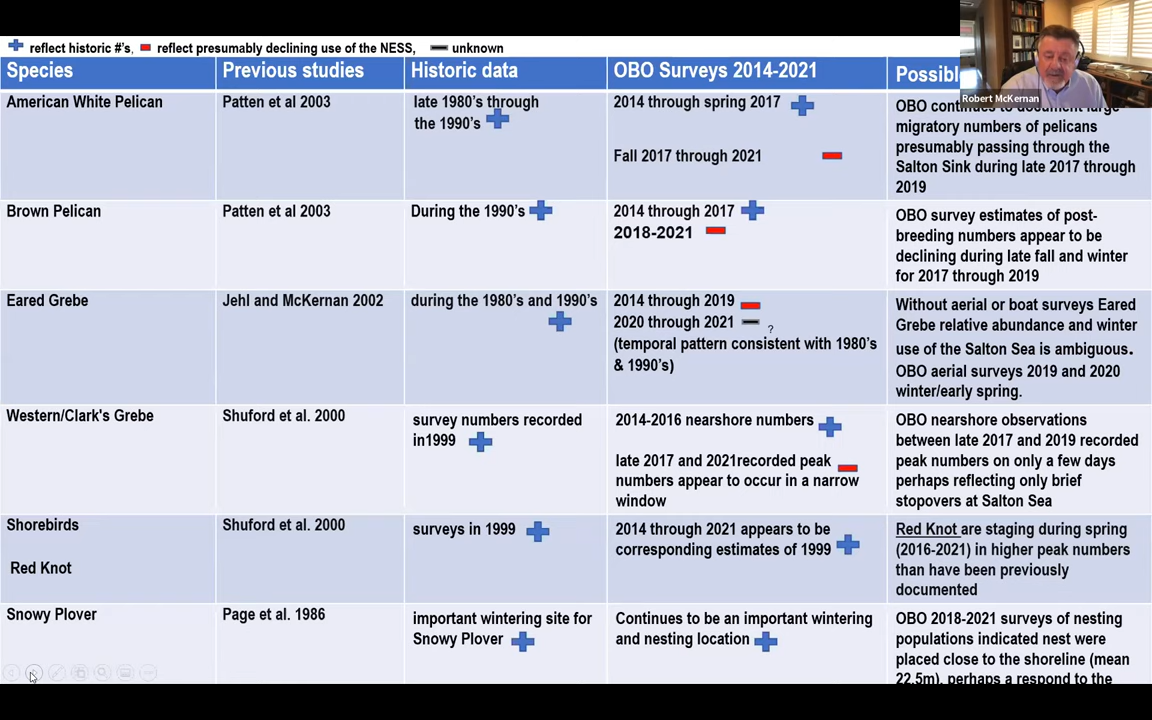 reflect historic #'s, reflect presumably declining use of the NESS, unknown
Species
Previous studies
Historic data
OBO Surveys 2014-2021
Robert McKernan
American White Pelican
Patten et al 2003
late 1980's through
the 1990's
2014 through spring 2017
Fall 2017 through 2021
OBO
migratory numbers of pelicans
presumably passing through the
Salton Sink during late 2017 through
2019
Brown Pelican
Patten et al 2003
During the 1990's
2014 through 2017
2018-2021
OBO survey estimates of post-
breeding numbers appear to be
declining during late fall and winter
for 2017 through 2019
Eared Grebe
Jehl and McKernan 2002
during the 1980's and 1990's
2014 through 2019
2020 through 2021 ?
(temporal pattern consistent with 1980's
& 1990's)
Without aerial or boat surveys Eared
Grebe relative abundance and winter
use of the Salton Sea is ambiguous.
OBO aerial surveys 2019 and 2020
winter/early spring.
Western/Clark's Grebe
Shuford et al. 2000
survey numbers recorded
in1999
2014-2016 nearshore numbers
late 2017 and 2021recorded peak
numbers appear to occur in a narrow
window
OBO nearshore observations
between late 2017 and 2019 recorded
peak numbers on only a few days
perhaps reflecting only brief
stopovers at Salton Sea
Shorebirds
Red Knot
Shuford et al. 2000
surveys in 1999
2014 through 2021 appears to be
corresponding estimates of 1999
Red Knot are staging during spring
(2016-2021) in higher peak numbers
than have been previously
documented
Snowy Plover
Page et al. 1986
important wintering site for
Snowy Plover
Continues to be an important wintering
and nesting location
OBO 2018-2021 surveys of nesting
populations indicated nest were
placed close to the shoreline (mean
22.5m), perhaps a respond to the